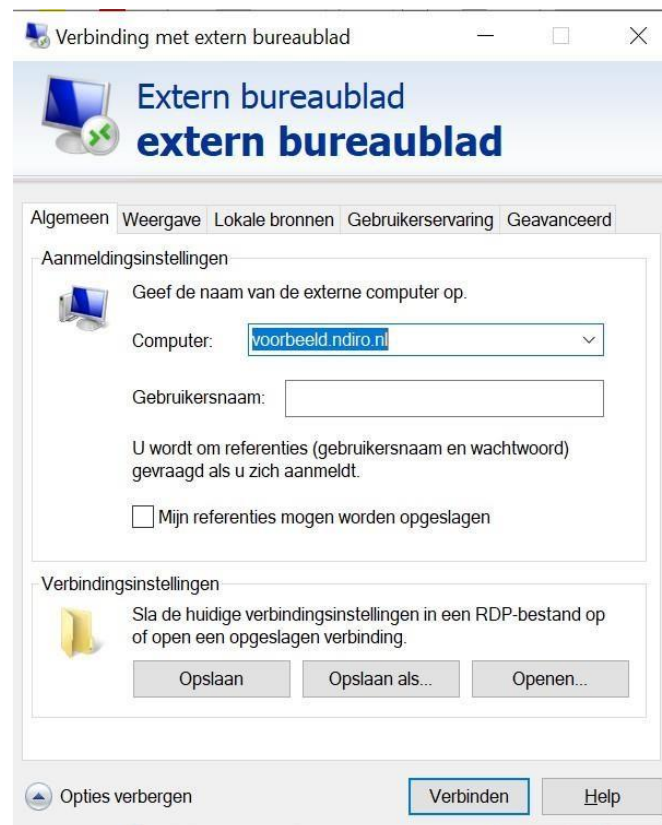 Verbinding met extern bureaublad
Extern bureaublad
extern bureaublad
Algemeen Weergave Lokale bronnen Gebruikerservaring Geavanceerd
Aanmeldingsinstellingen
Geef de naam van de externe computer op.
Computer: voorbeeld.ndiro.nl
Gebruikersnaam:
U wordt om referenties (gebruikersnaam en wachtwoord)
gevraagd als u zich aanmeldt.
Mijn referenties mogen worden opgeslagen
Verbindingsinstellingen
Sla de huidige verbindingsinstellingen in een RDP-bestand op
of open een opgeslagen verbinding.
Opslaan Opslaan als... Openen...
Opties verbergen Verbinden Help